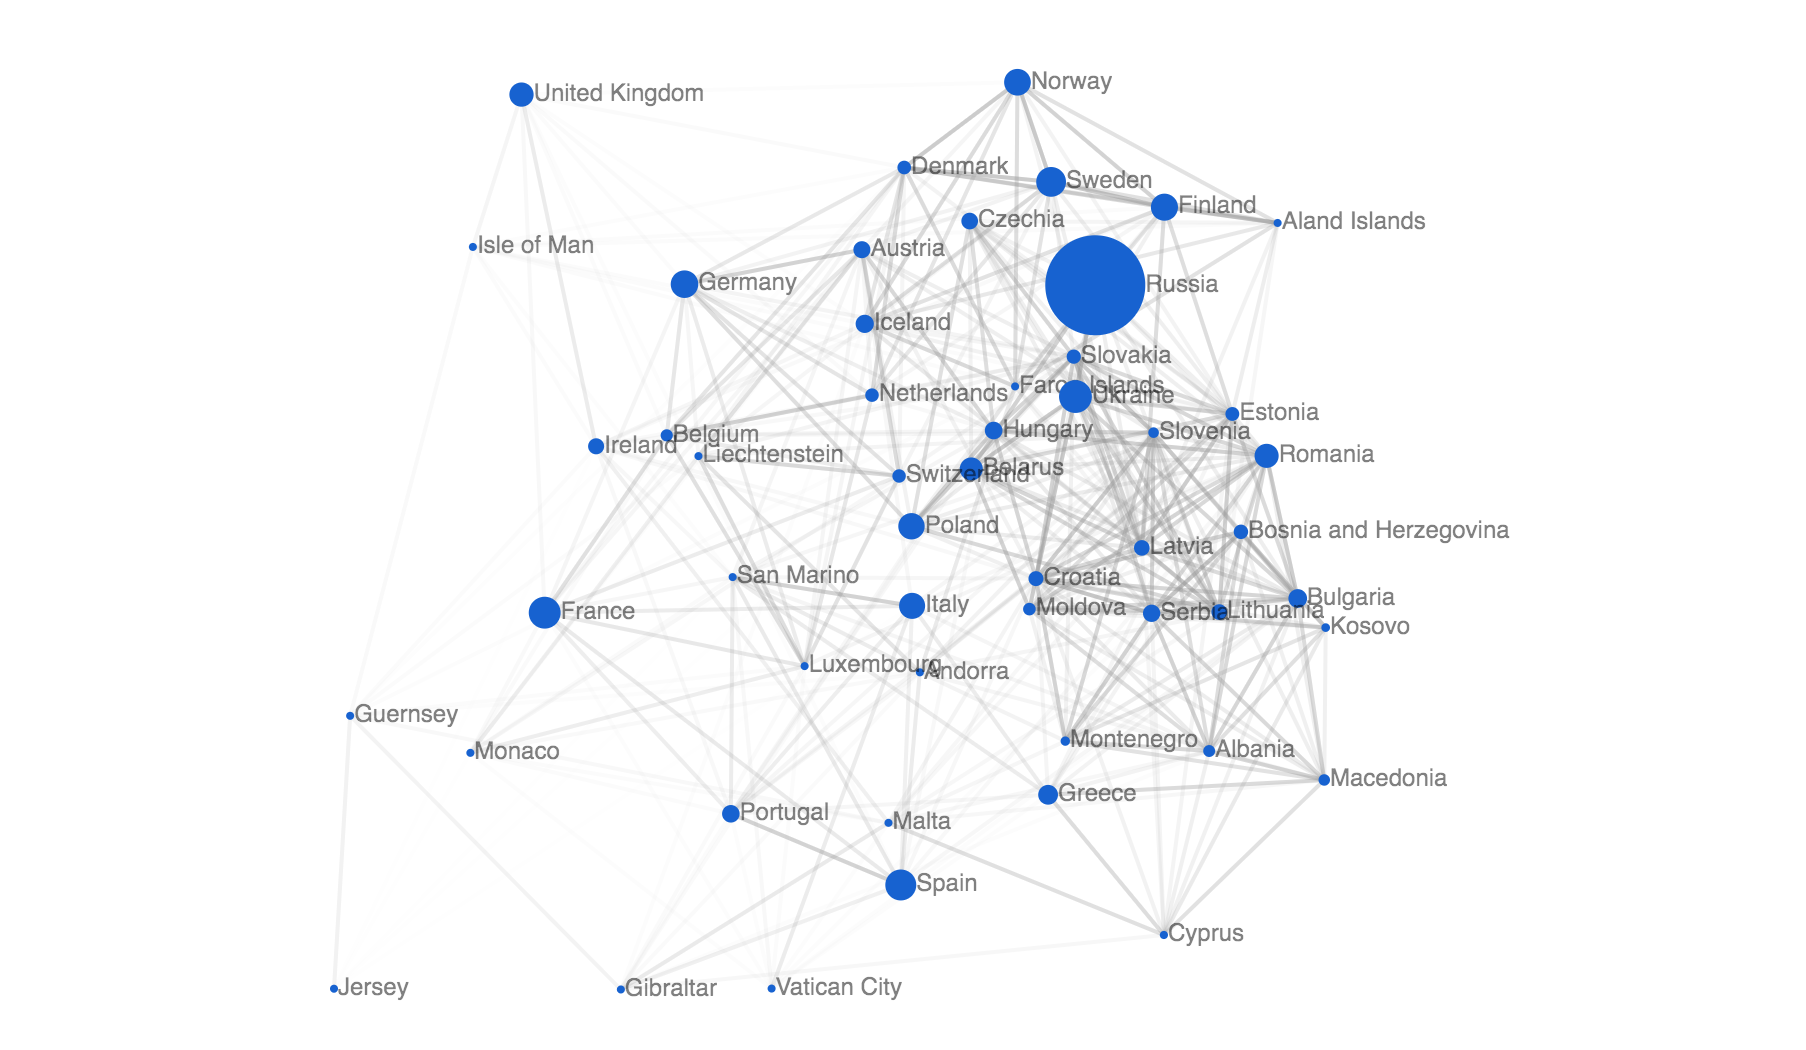 Norway
United Kingdom
Denmark
Sweden
Finland
Czechia
Aland Islands
Isle of Man
Austria
Germany
Russia
Iceland
Slovakia
Faroe Islands
Netherlands
Ukraine
Estonia
Hungary
Slovenia
Belgium
Ireland
Liechtenstein
Romania
Belarus
Switzerland
Poland
Bosnia and Herzegovina
Latvia
San Marino
Croatia
Bulgaria
Italy
Moldova
France
Serbia
Lithuania
Kosovo
Luxembourg
Andorra
Guernsey
Montenegro
Albania
Monaco
Macedonia
Greece
Portugal
Malta
Spain
Cyprus
Jersey
Gibraltar
Vatican City